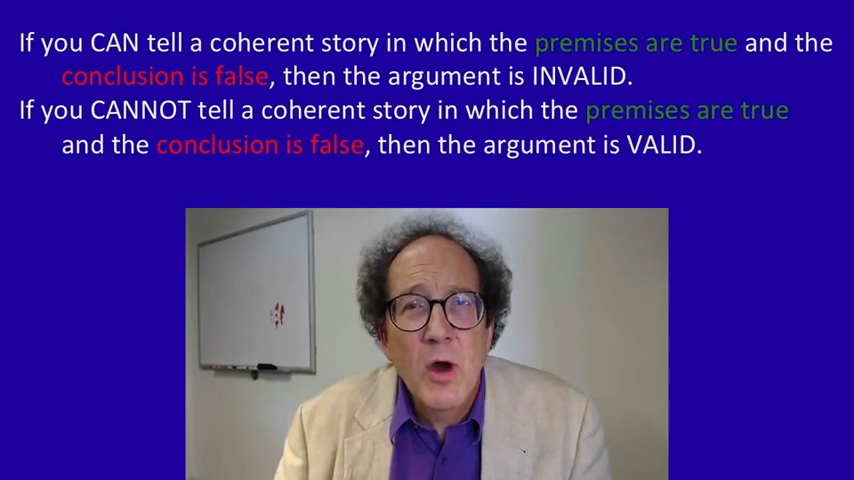 If you CAN tell a coherent story in which the premises are true and the
conclusion is false, then the argument is INVALID.
If you CANNOT tell a coherent story in which the premises are true
and the conclusion is false, then the argument is VALID.